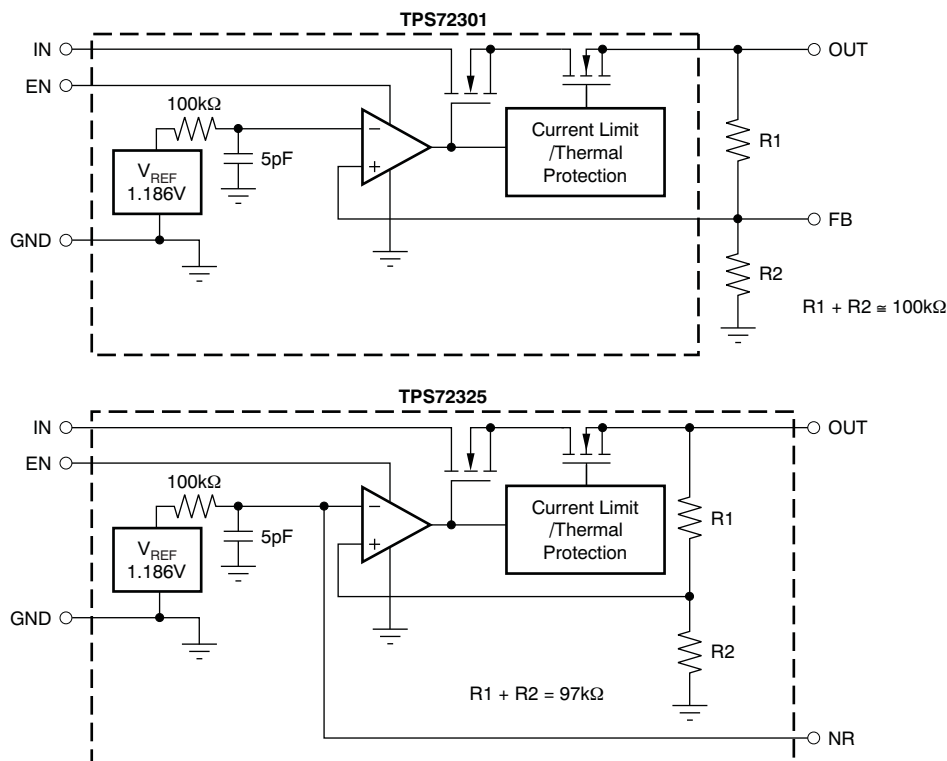 TPS72301
IN
OUT
EN
100kΩ
−
+
5pF
V_REF
1.186V
Current Limit
/Thermal
Protection
R1
GND
FB
R2
R1 + R2 ≅ 100kΩ
TPS72325
IN
OUT
EN
100kΩ
−
+
5pF
V_REF
1.186V
Current Limit
/Thermal
Protection
R1
GND
R2
R1 + R2 = 97kΩ
NR